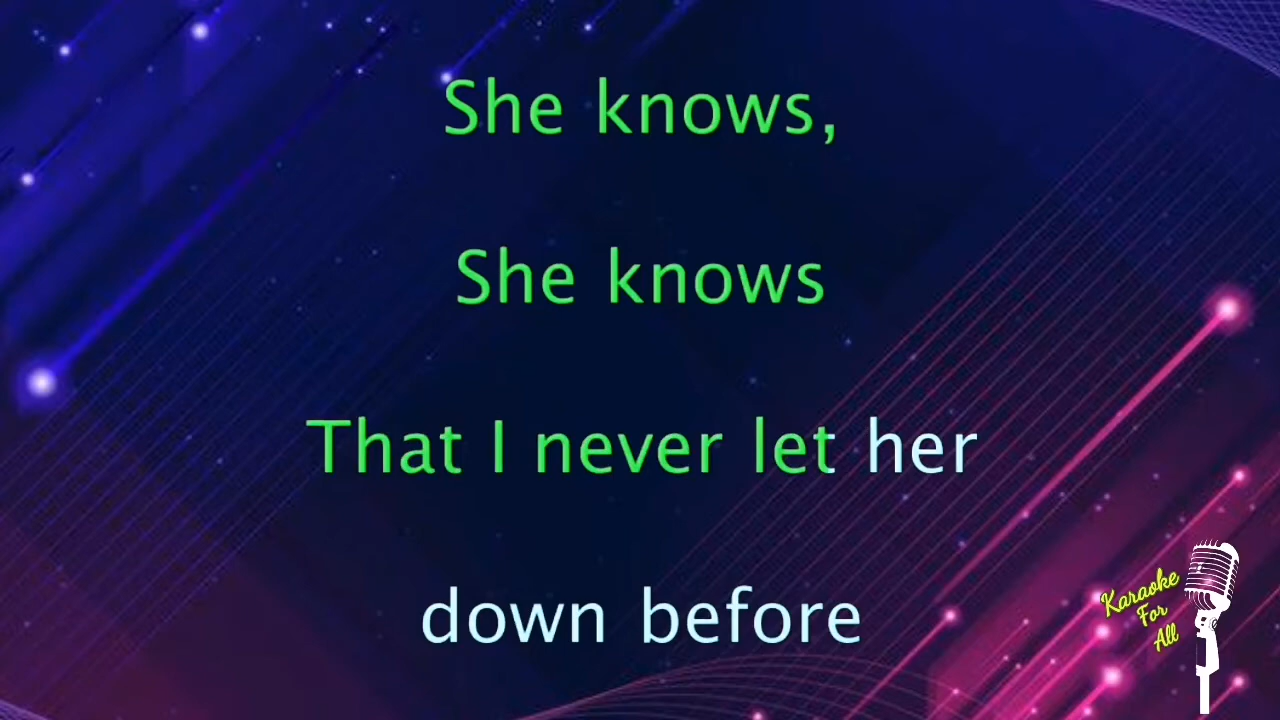 She knows,
She knows
That I never let her
down before
Karaoke
For
All